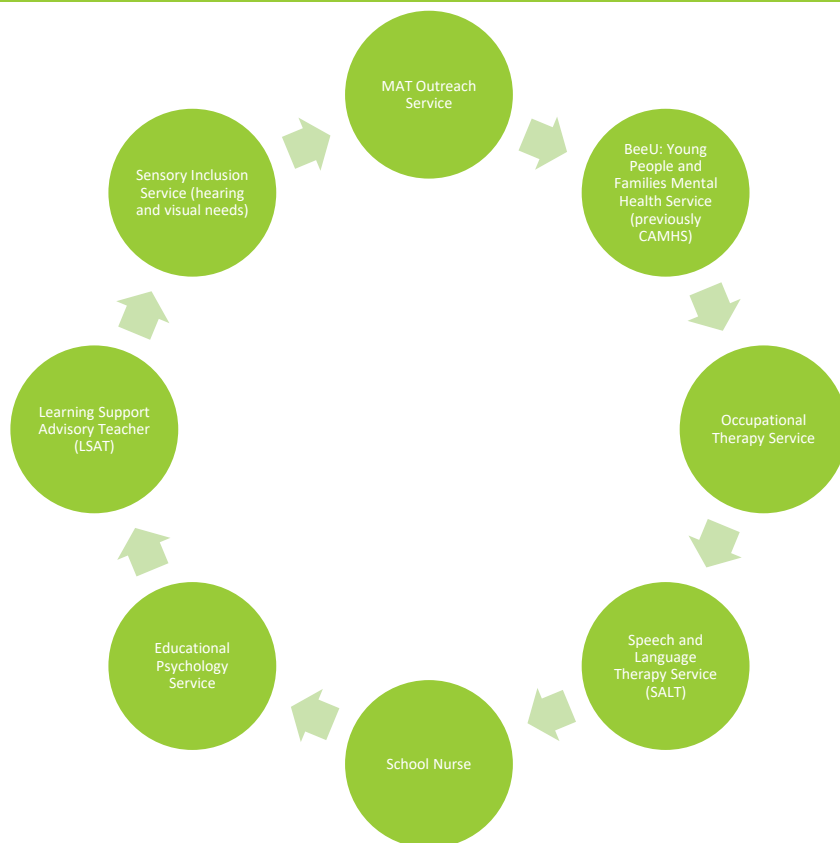 MAT Outreach
Service
BeeU: Young
People and
Families Mental
Health Service
(previously
CAMHS)
Occupational
Therapy Service
Speech and
Language
Therapy Service
(SALT)
School Nurse
Educational
Psychology
Service
Learning Support
Advisory Teacher
(LSAT)
Sensory Inclusion
Service (hearing
and visual needs)